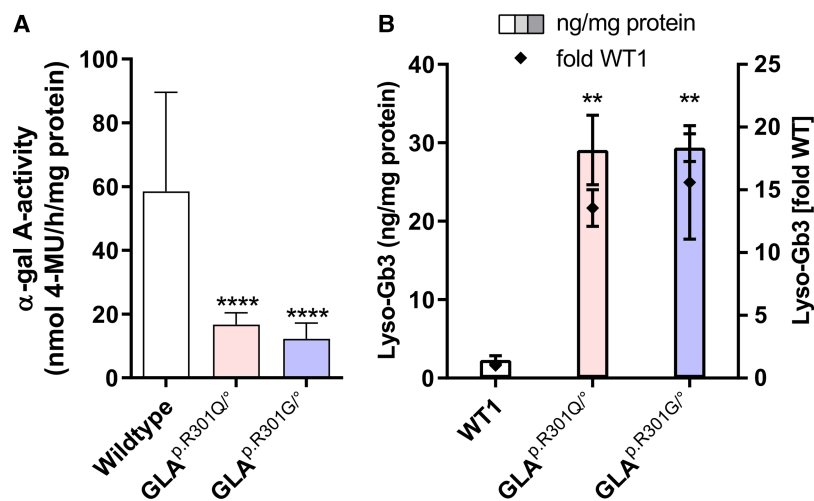 A
α-gal A-activity
(nmol 4-MU/h/mg protein)
100
80
60
40
20
0
****
****
Wildtype
GLAp.R301Q/°
GLAp.R301G/°
B
ng/mg protein
fold WT1
Lyso-Gb3 (ng/mg protein)
40
30
20
10
0
**
**
25
20
15
10
5
0
Lyso-Gb3 [fold WT]
WT1
GLAp.R301Q/°
GLAp.R301G/°